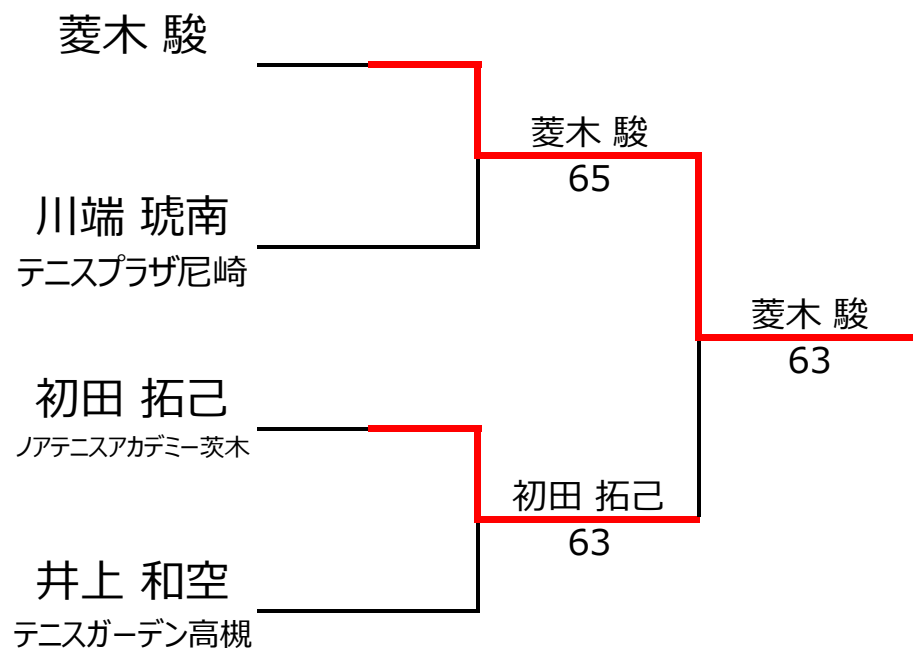 菱木 駿
川端 琥南
テニスプラザ尼崎
初田 拓己
ノアテニスアカデミー茨木
井上 和空
テニスガーデン高槻
菱木 駿
65
初田 拓己
63
菱木 駿
63